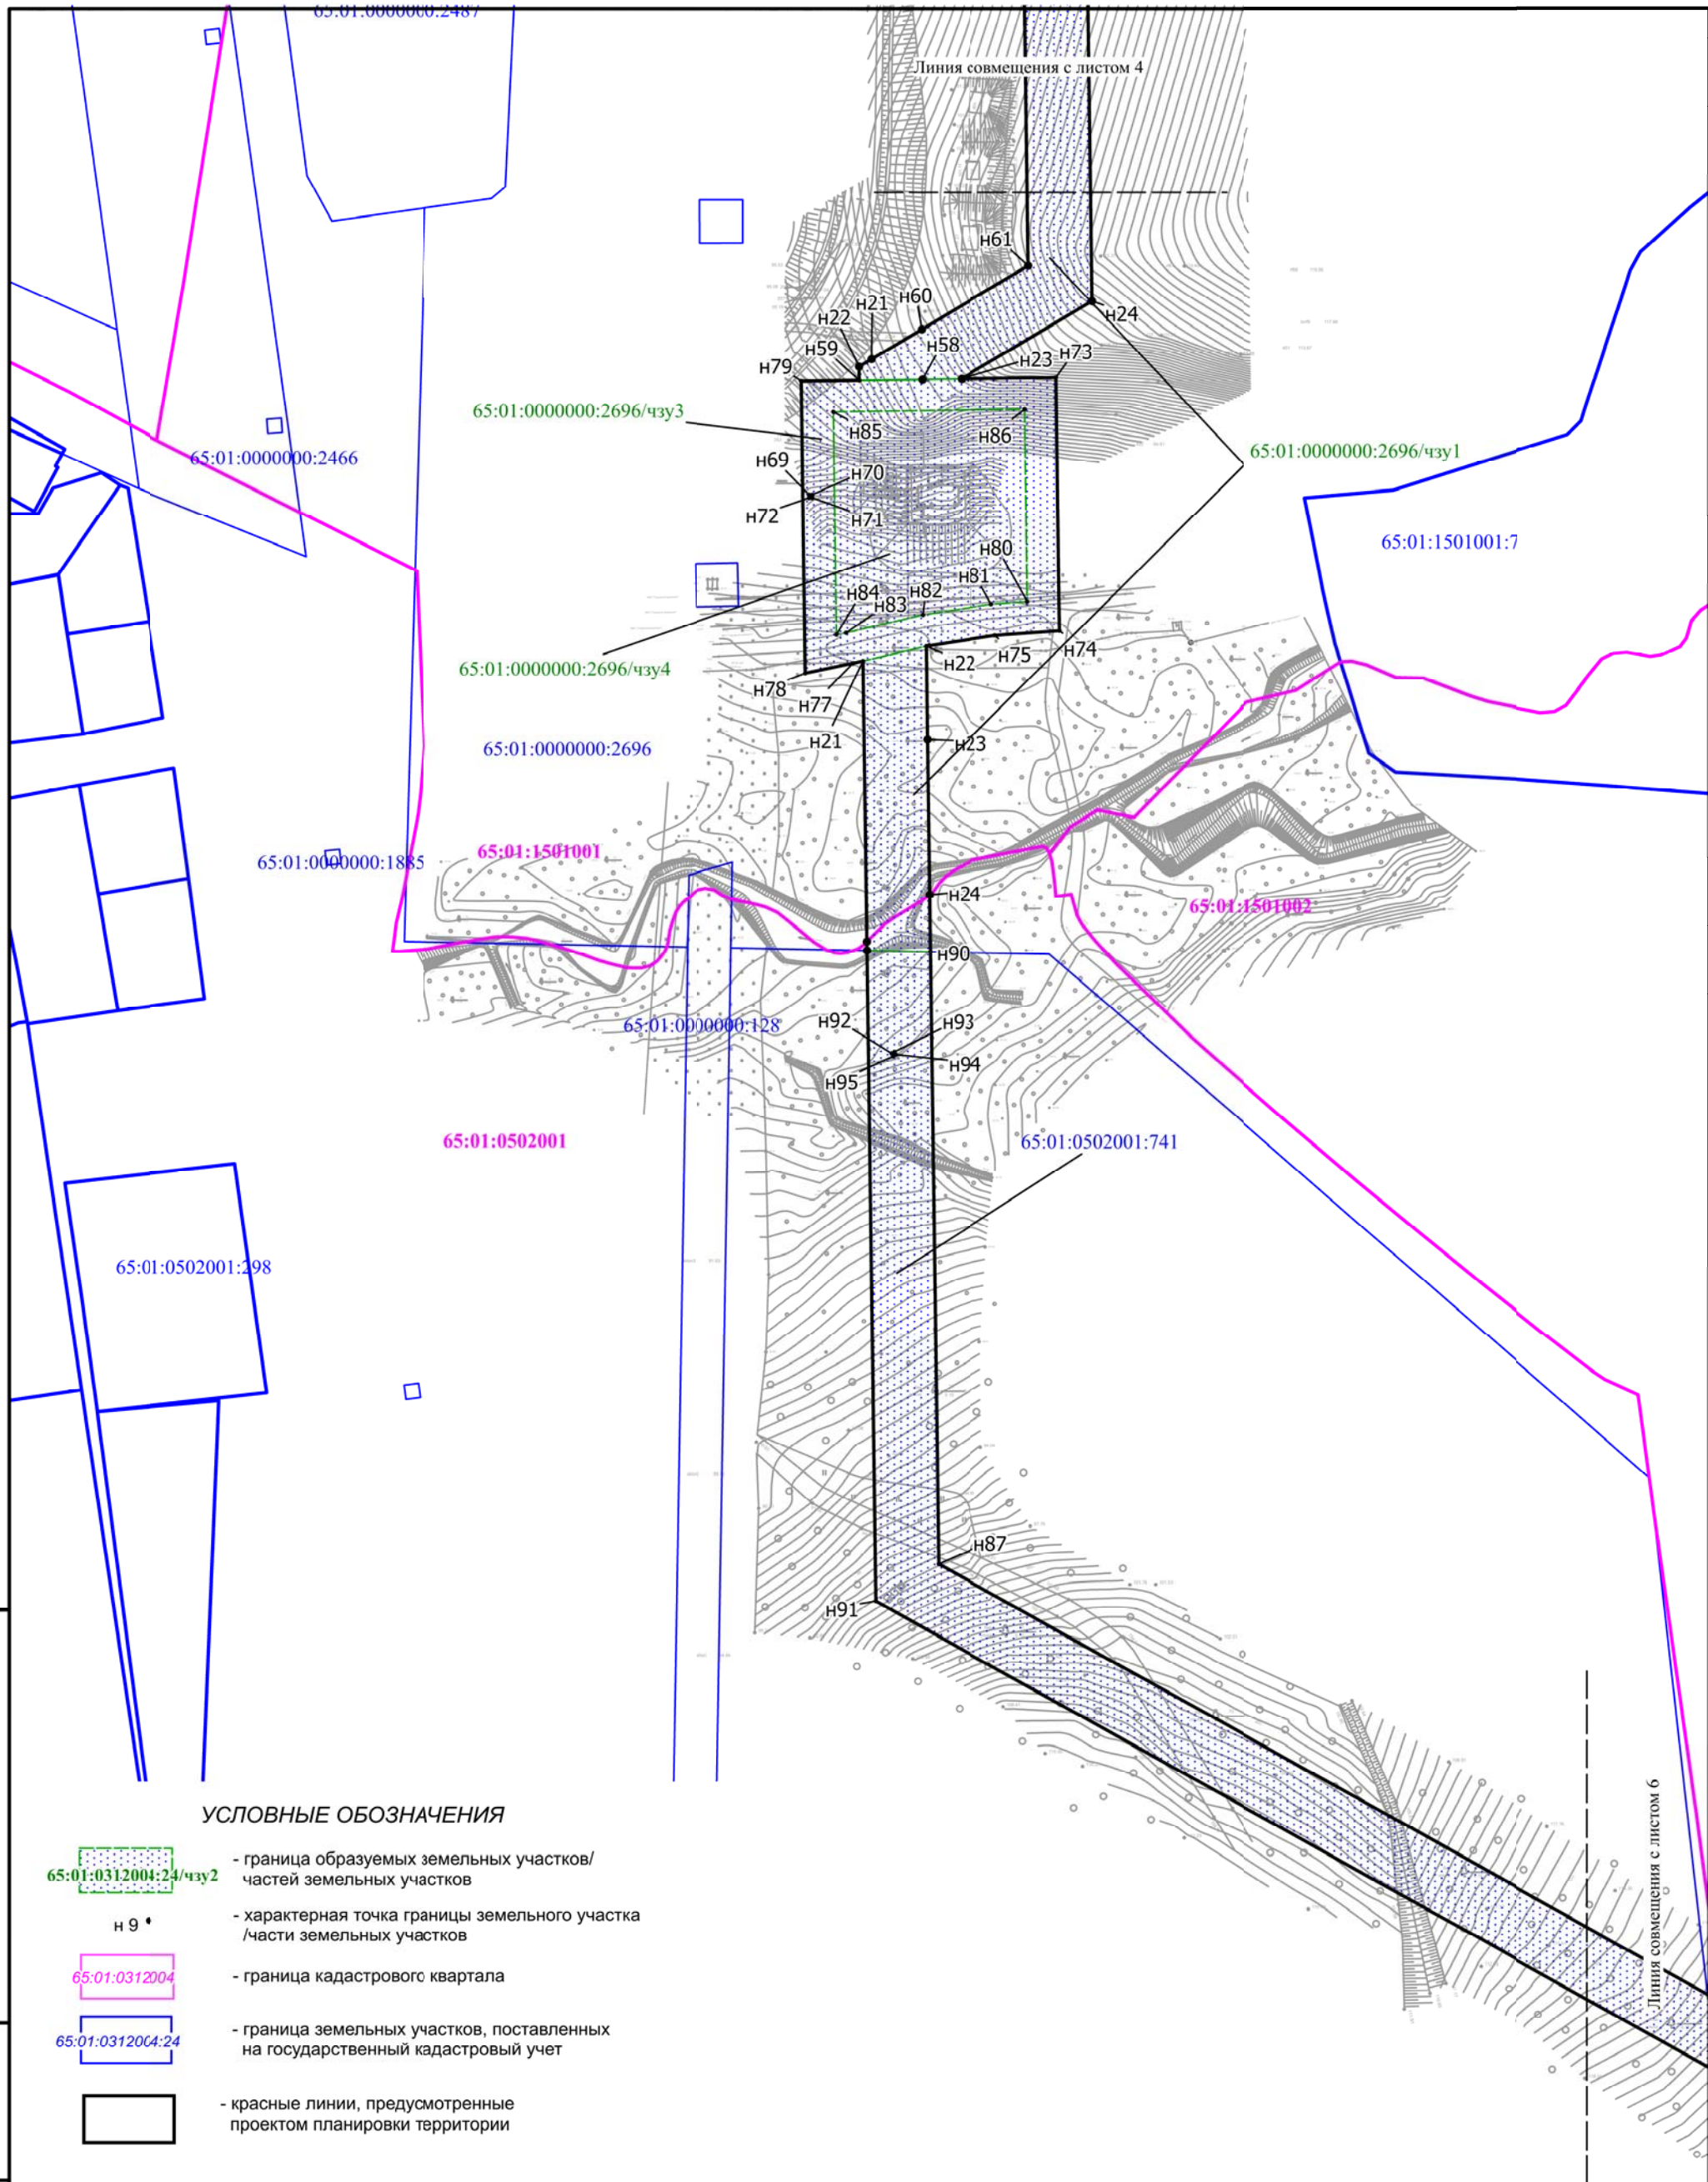 65:01:0000000:2487
Линия совмещения с листом 4
н61
н21
н60
н22
н24
н59
н58
н79
н23
н73
65:01:0000000:2696/чзу3
н85
н86
65:01:0000000:2466
65:01:0000000:2696/чзу1
н69
н70
н72
н71
65:01:1501001:7
н80
н81
н84
н82
н83
н22
н75
н74
65:01:0000000:2696/чзу4
н78
н77
н21
н23
65:01:0000000:2696
65:01:1501001
65:01:0000000:1885
н24
65:01:1501002
н90
65:01:0000000:128
н92
н93
н94
н95
65:01:0502001
65:01:0502001:741
65:01:0502001:298
н87
н91
Линия совмещения с листом 6
УСЛОВНЫЕ ОБОЗНАЧЕНИЯ
65:01:0312004:24/чзу2
- граница образуемых земельных участков/
частей земельных участков
н 9
- характерная точка границы земельного участка
/части земельных участков
65:01:0312004
- граница кадастрового квартала
65:01:0312004:24
- граница земельных участков, поставленных
на государственный кадастровый учет
- красные линии, предусмотренные
проектом планировки территории